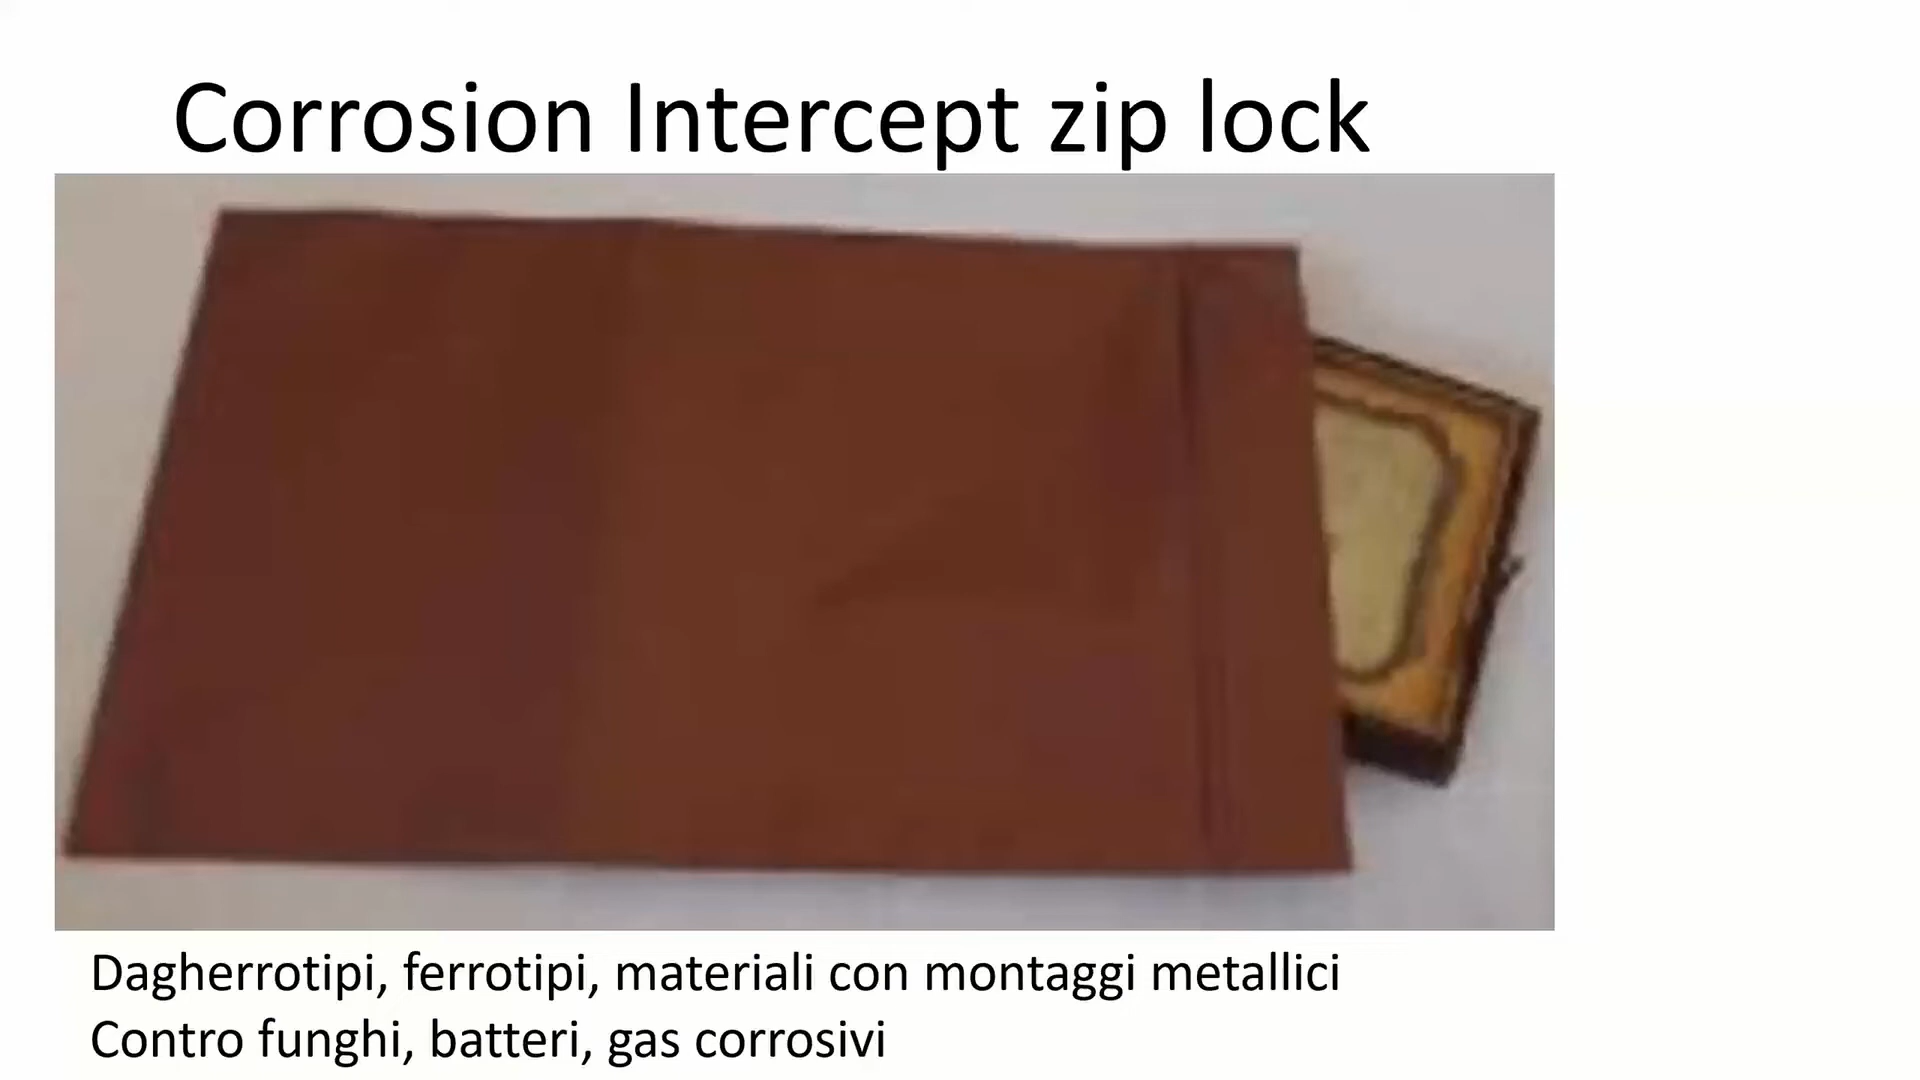 Corrosion Intercept zip lock
Dagherrotipi, ferrotipi, materiali con montaggi metallici
Contro funghi, batteri, gas corrosivi